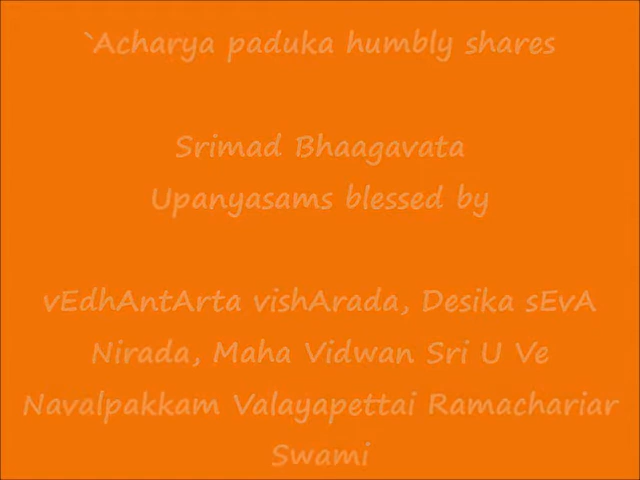 `Acharya paduka humbly shares
Srimad Bhaagavata
Upanyasams blessed by
vEdhAntArta vishArada, Desika sEvA
Nirada, Maha Vidwan Sri U Ve
Navalpakkam Valayapettai Ramachariar
Swami